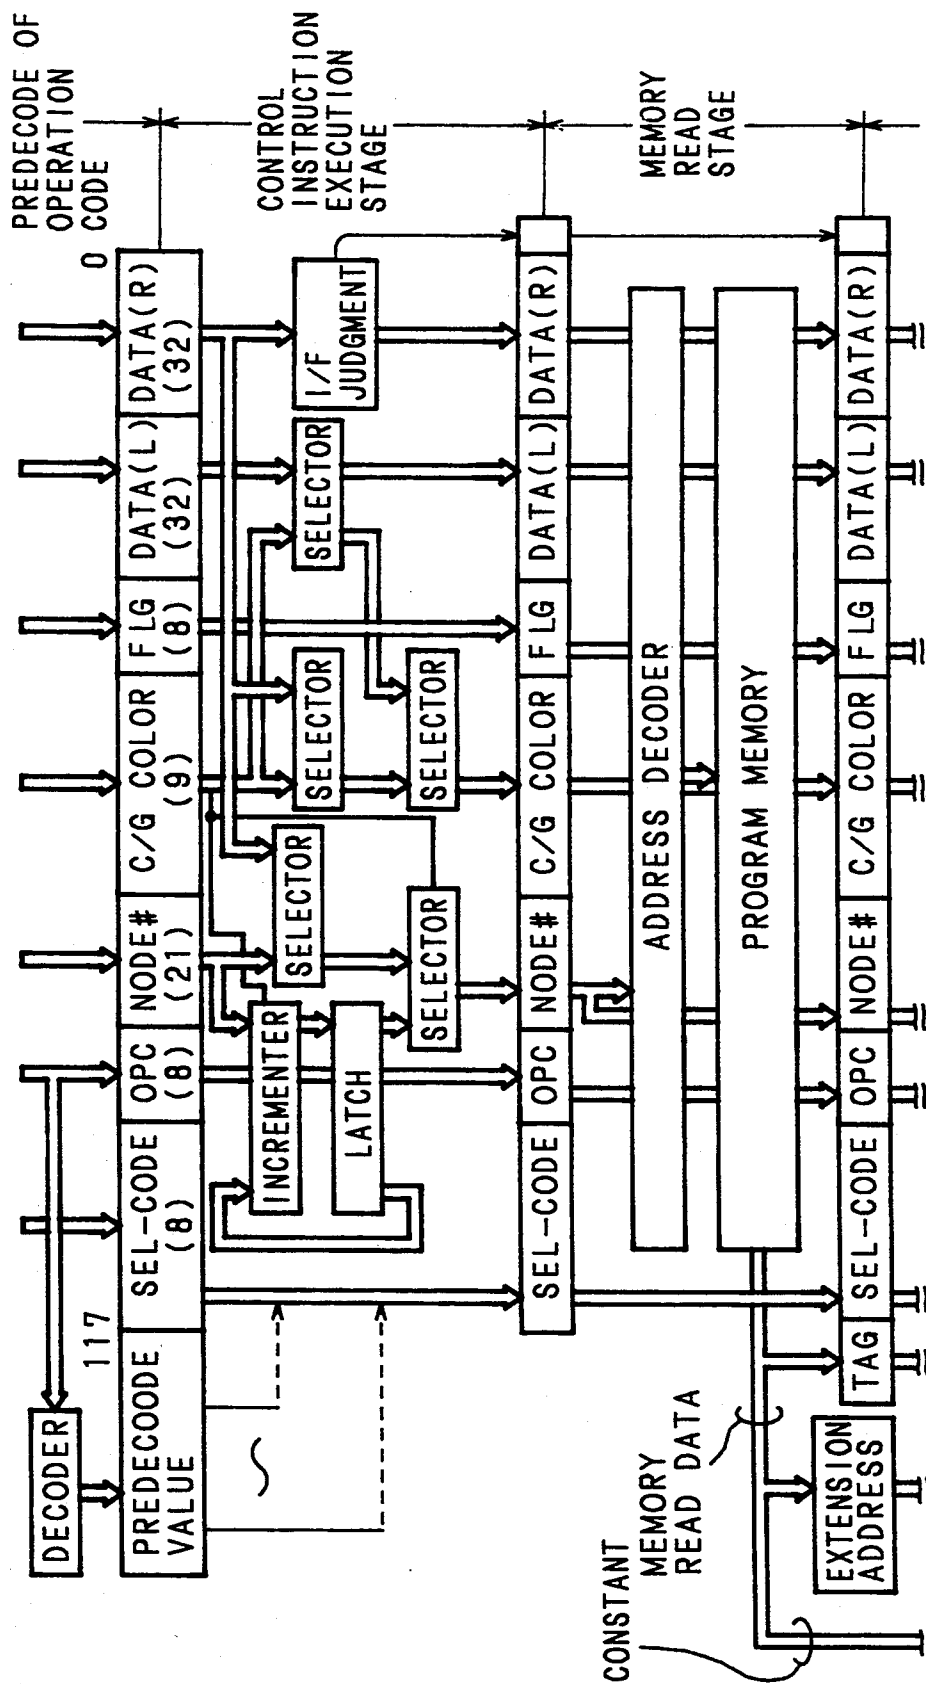 PREDECODE OF
OPERATION
CODE
CONTROL
INSTRUCTION
EXECUTION
STAGE
MEMORY
READ
STAGE
DECODER
117
0
PREDECOODE
VALUE
SEL-CODE
(8)
OPC
(8)
NODE#
(21)
C/G COLOR
(9)
FLG
(8)
DATA(L)
(32)
DATA(R)
(32)
INCREMENTER
LATCH
SELECTOR
SELECTOR
SELECTOR
SELECTOR
SELECTOR
I/F
JUDGMENT
SEL-CODE
OPC
NODE#
C/G COLOR
FLG
DATA(L)
DATA(R)
ADDRESS DECODER
PROGRAM MEMORY
CONSTANT
MEMORY
READ DATA
EXTENSION
ADDRESS
TAG
SEL-CODE
OPC
NODE#
C/G COLOR
FLG
DATA(L)
DATA(R)